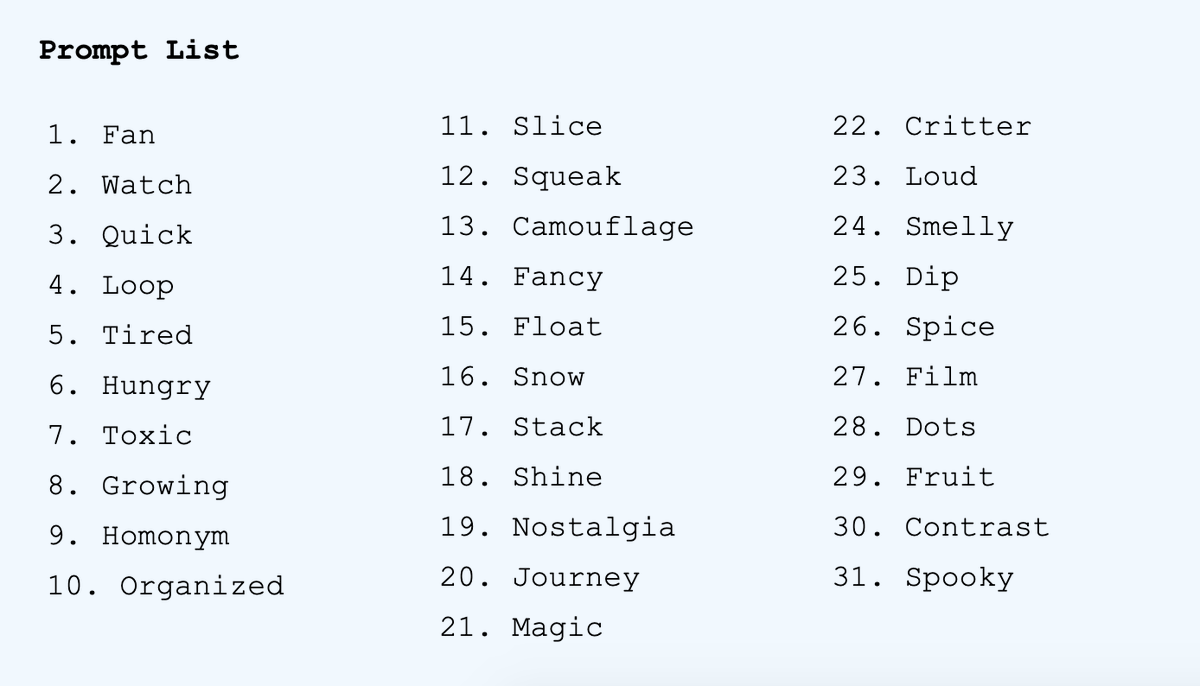 Prompt List
1. Fan
2. Watch
3. Quick
4. Loop
5. Tired
6. Hungry
7. Toxic
8. Growing
9. Homonym
10. Organized
11. Slice
12. Squeak
13. Camouflage
14. Fancy
15. Float
16. Snow
17. Stack
18. Shine
19. Nostalgia
20. Journey
21. Magic
22. Critter
23. Loud
24. Smelly
25. Dip
26. Spice
27. Film
28. Dots
29. Fruit
30. Contrast
31. Spooky